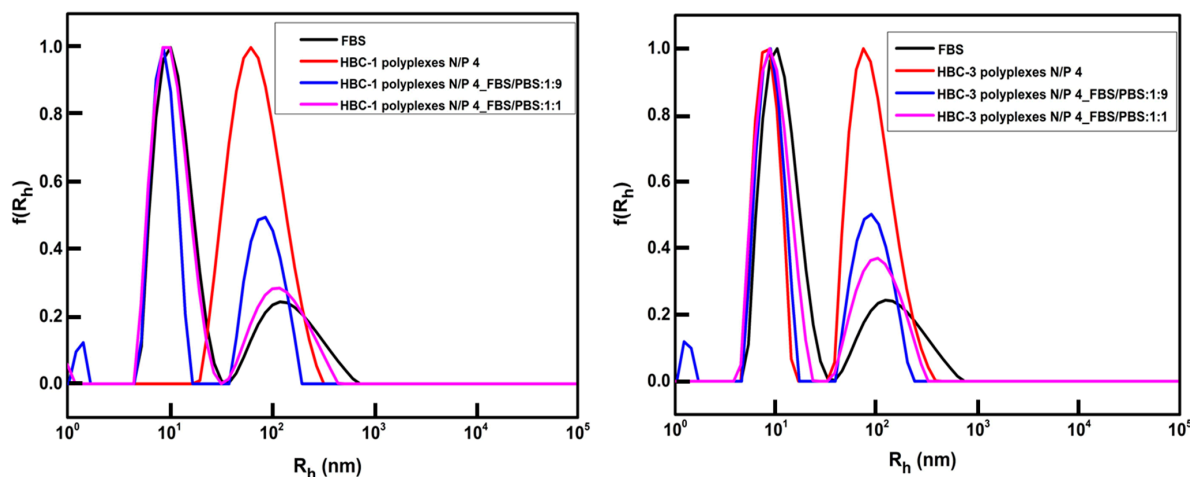 FBS
HBC-1 polyplexes N/P 4
HBC-1 polyplexes N/P 4_FBS/PBS:1:9
HBC-1 polyplexes N/P 4_FBS/PBS:1:1
1.0
0.8
0.6
0.4
0.2
0.0
f(Rh)
10^0 10^1 10^2 10^3 10^4 10^5
Rh (nm)
FBS
HBC-3 polyplexes N/P 4
HBC-3 polyplexes N/P 4_FBS/PBS:1:9
HBC-3 polyplexes N/P 4_FBS/PBS:1:1
1.0
0.8
0.6
0.4
0.2
0.0
f(Rh)
10^0 10^1 10^2 10^3 10^4 10^5
Rh (nm)